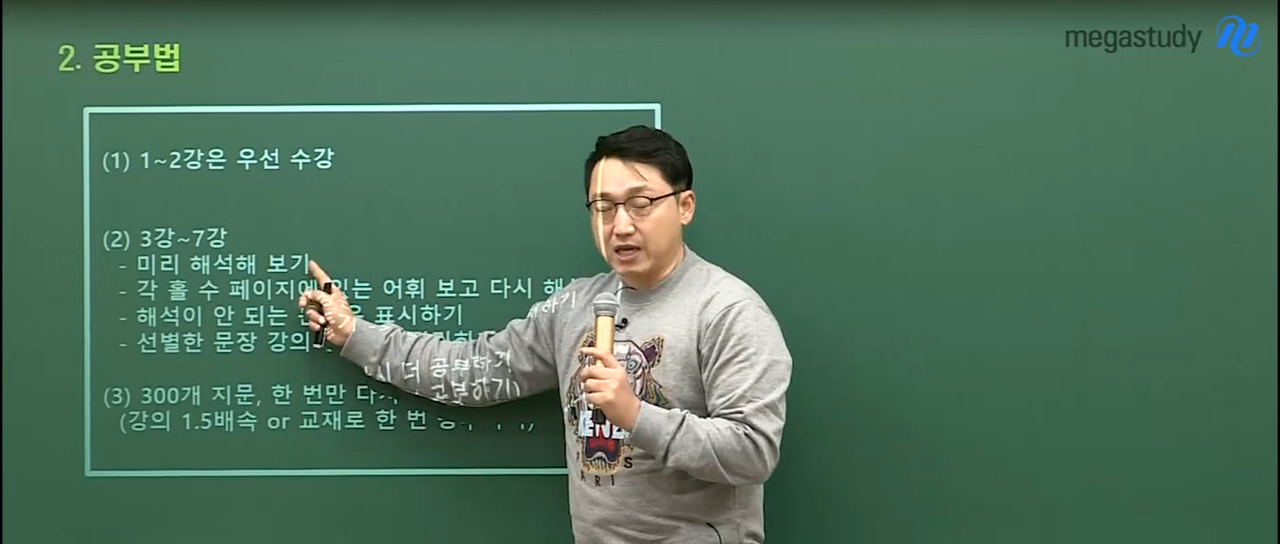 megastudy
2. 공부법
(1) 1~2강은 우선 수강
(2) 3강~7강
- 미리 해석해 보기
- 각 홀 수 페이지에 있는 어휘 보고 다시
- 해석이 안 되는 표시하기
- 선별한 문장 강의
(3) 300개 지문, 한 번만
(강의 1.5배속 or 교재로 한 번
PARIS